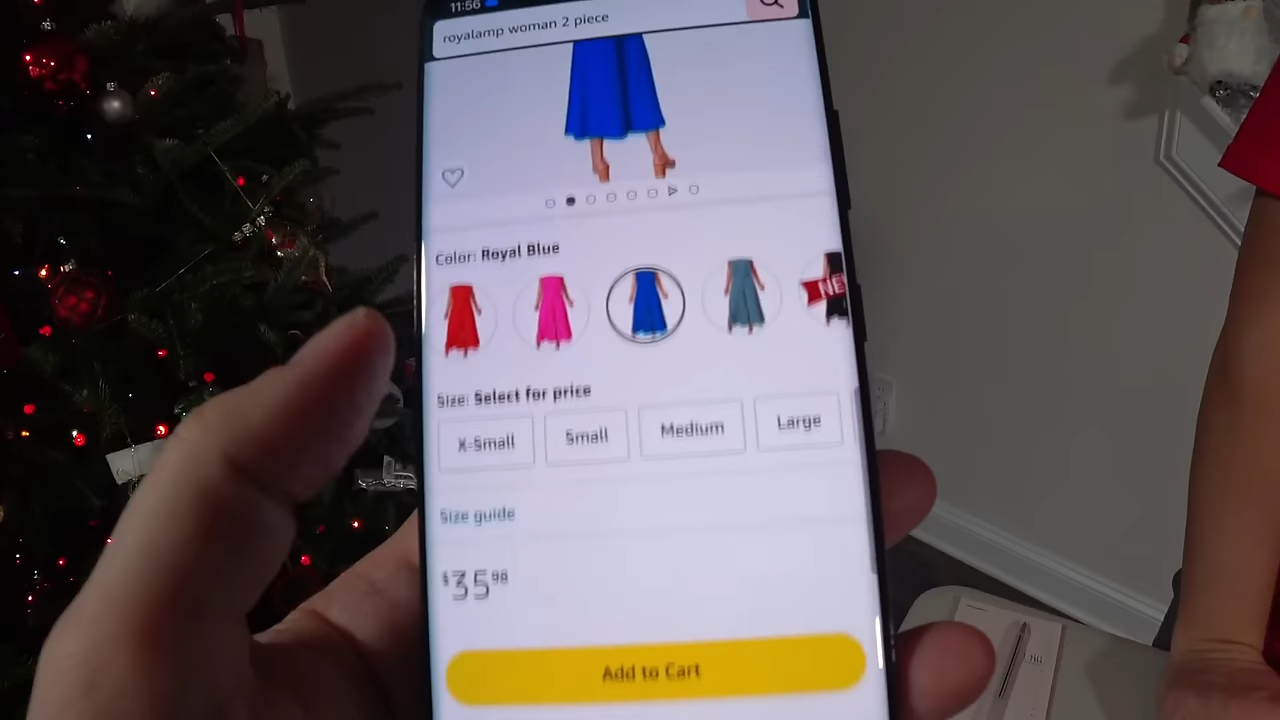 11:56
royalamp woman 2 piece
Color: Royal Blue
NE
Size: Select for price
X-Small
Small
Medium
Large
Size guide
$35 98
Add to Cart